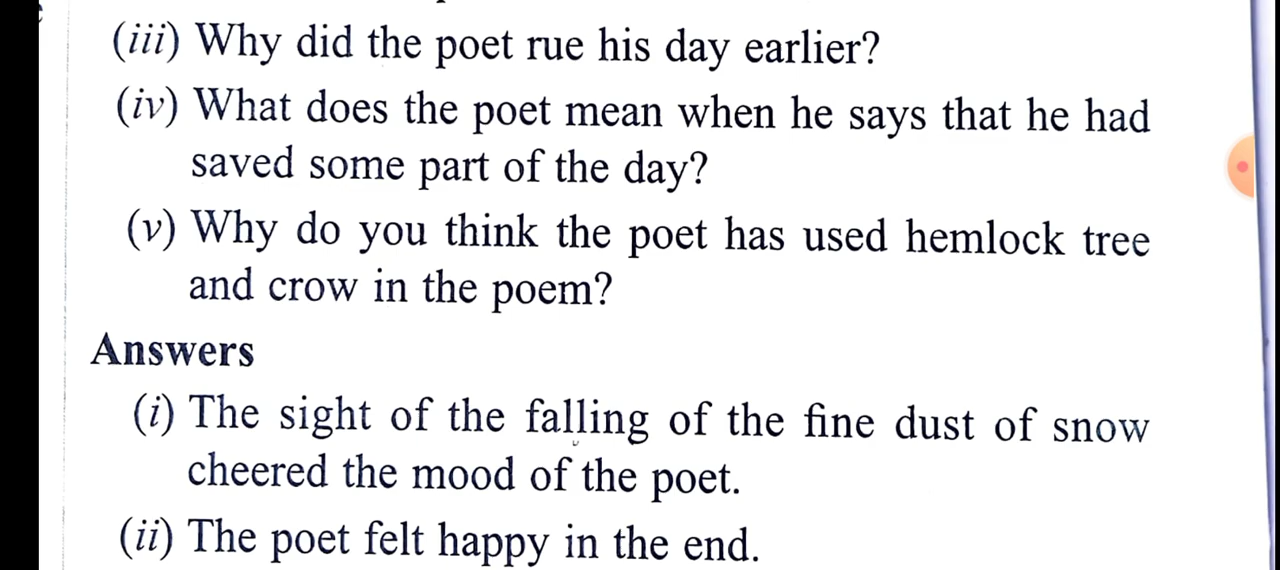 (iii) Why did the poet rue his day earlier?
(iv) What does the poet mean when he says that he had
saved some part of the day?
(v) Why do you think the poet has used hemlock tree
and crow in the poem?
Answers
(i) The sight of the falling of the fine dust of snow
cheered the mood of the poet.
(ii) The poet felt happy in the end.